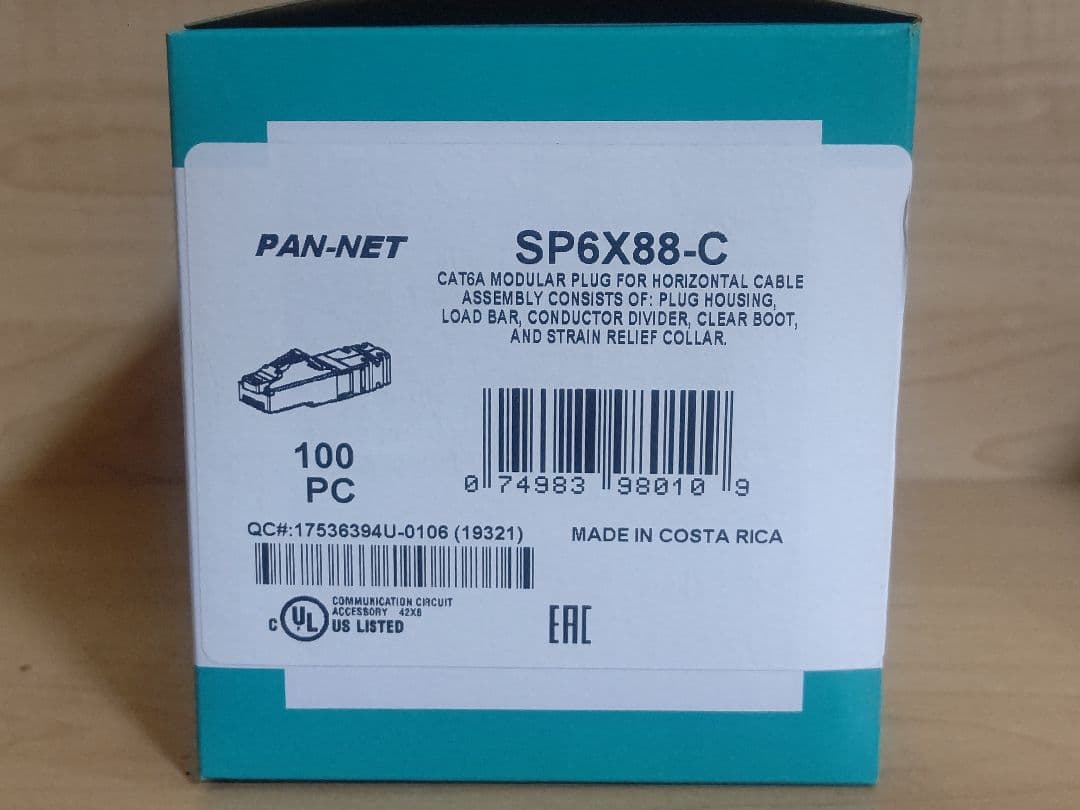 PAN-NET
SP6X88-C
CAT6A MODULAR PLUG FOR HORIZONTAL CABLE
ASSEMBLY CONSISTS OF: PLUG HOUSING,
LOAD BAR, CONDUCTOR DIVIDER, CLEAR BOOT,
AND STRAIN RELIEF COLLAR.
100
PC
0 74983 98010 9
QC#:17536394U-0106 (19321)
MADE IN COSTA RICA
C UL US LISTED
COMMUNICATION CIRCUIT
ACCESSORY 42X8
EAC